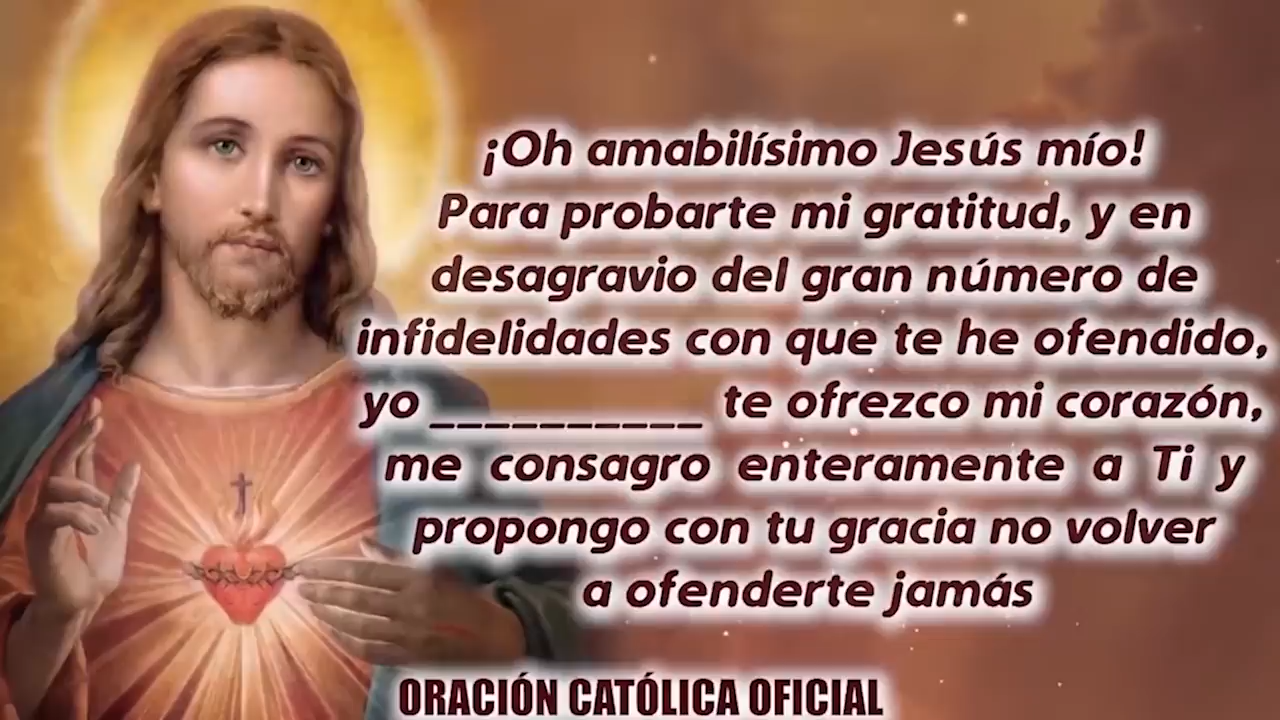 ¡Oh amabilísimo Jesús mío!
Para probarte mi gratitud, y en
desagravio del gran número de
infidelidades con que te he ofendido,
yo __________ te ofrezco mi corazón,
me consagro enteramente a Ti y
propongo con tu gracia no volver
a ofenderte jamás
ORACIÓN CATÓLICA OFICIAL